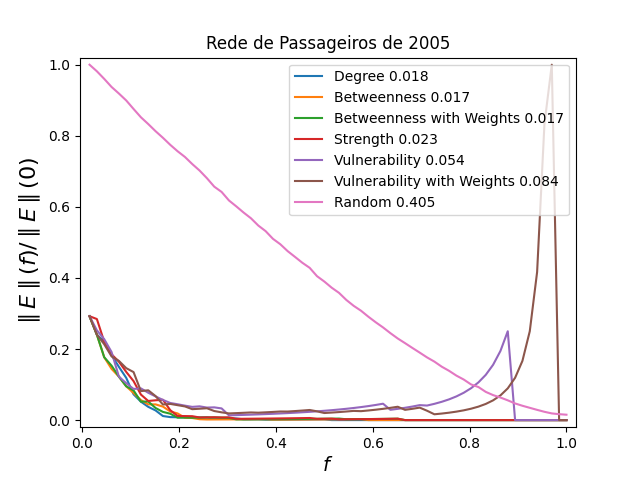 Rede de Passageiros de 2005
Degree 0.018
Betweenness 0.017
Betweenness with Weights 0.017
Strength 0.023
Vulnerability 0.054
Vulnerability with Weights 0.084
Random 0.405
‖ E ‖ (f)/ ‖ E ‖ (0)
1.0
0.8
0.6
0.4
0.2
0.0
0.0 0.2 0.4 0.6 0.8 1.0
f